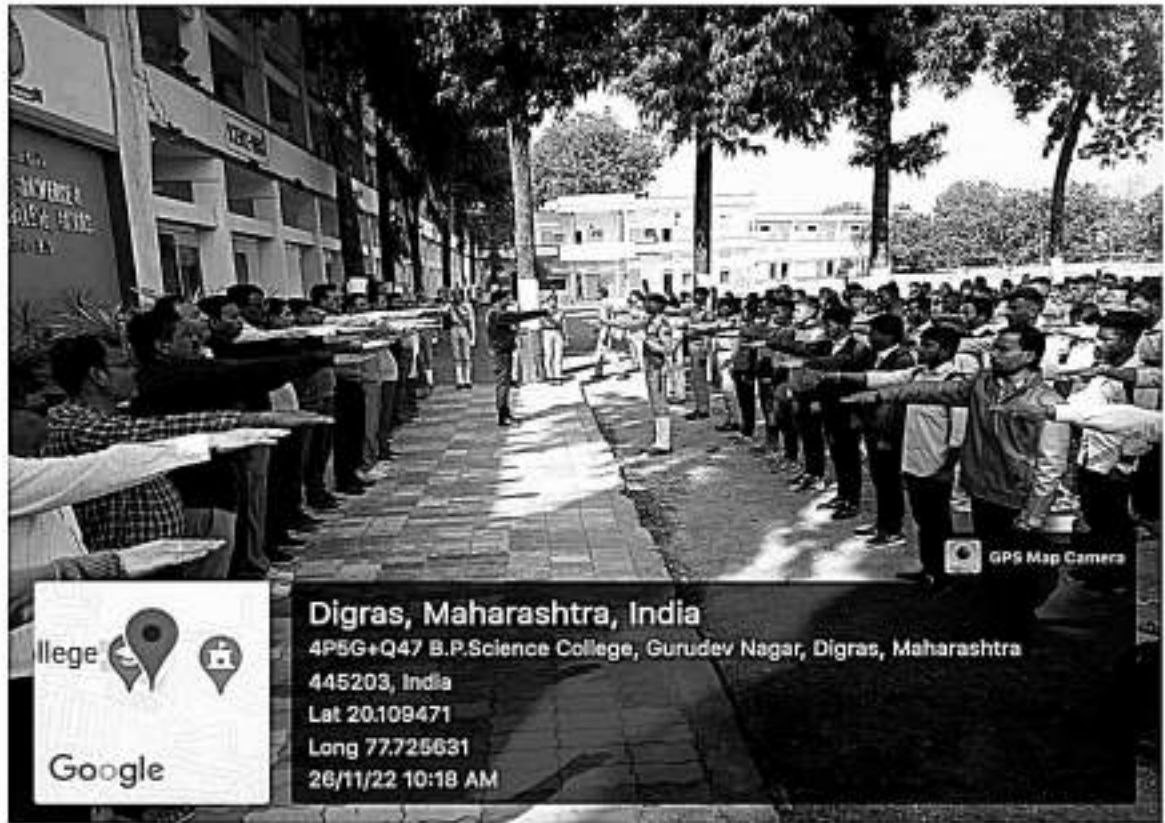 GPS Map Camera
llege
Google
Digras, Maharashtra, India
4P5G+Q47 B.P.Science College, Gurudev Nagar, Digras, Maharashtra
445203, India
Lat 20.109471
Long 77.725631
26/11/22 10:18 AM